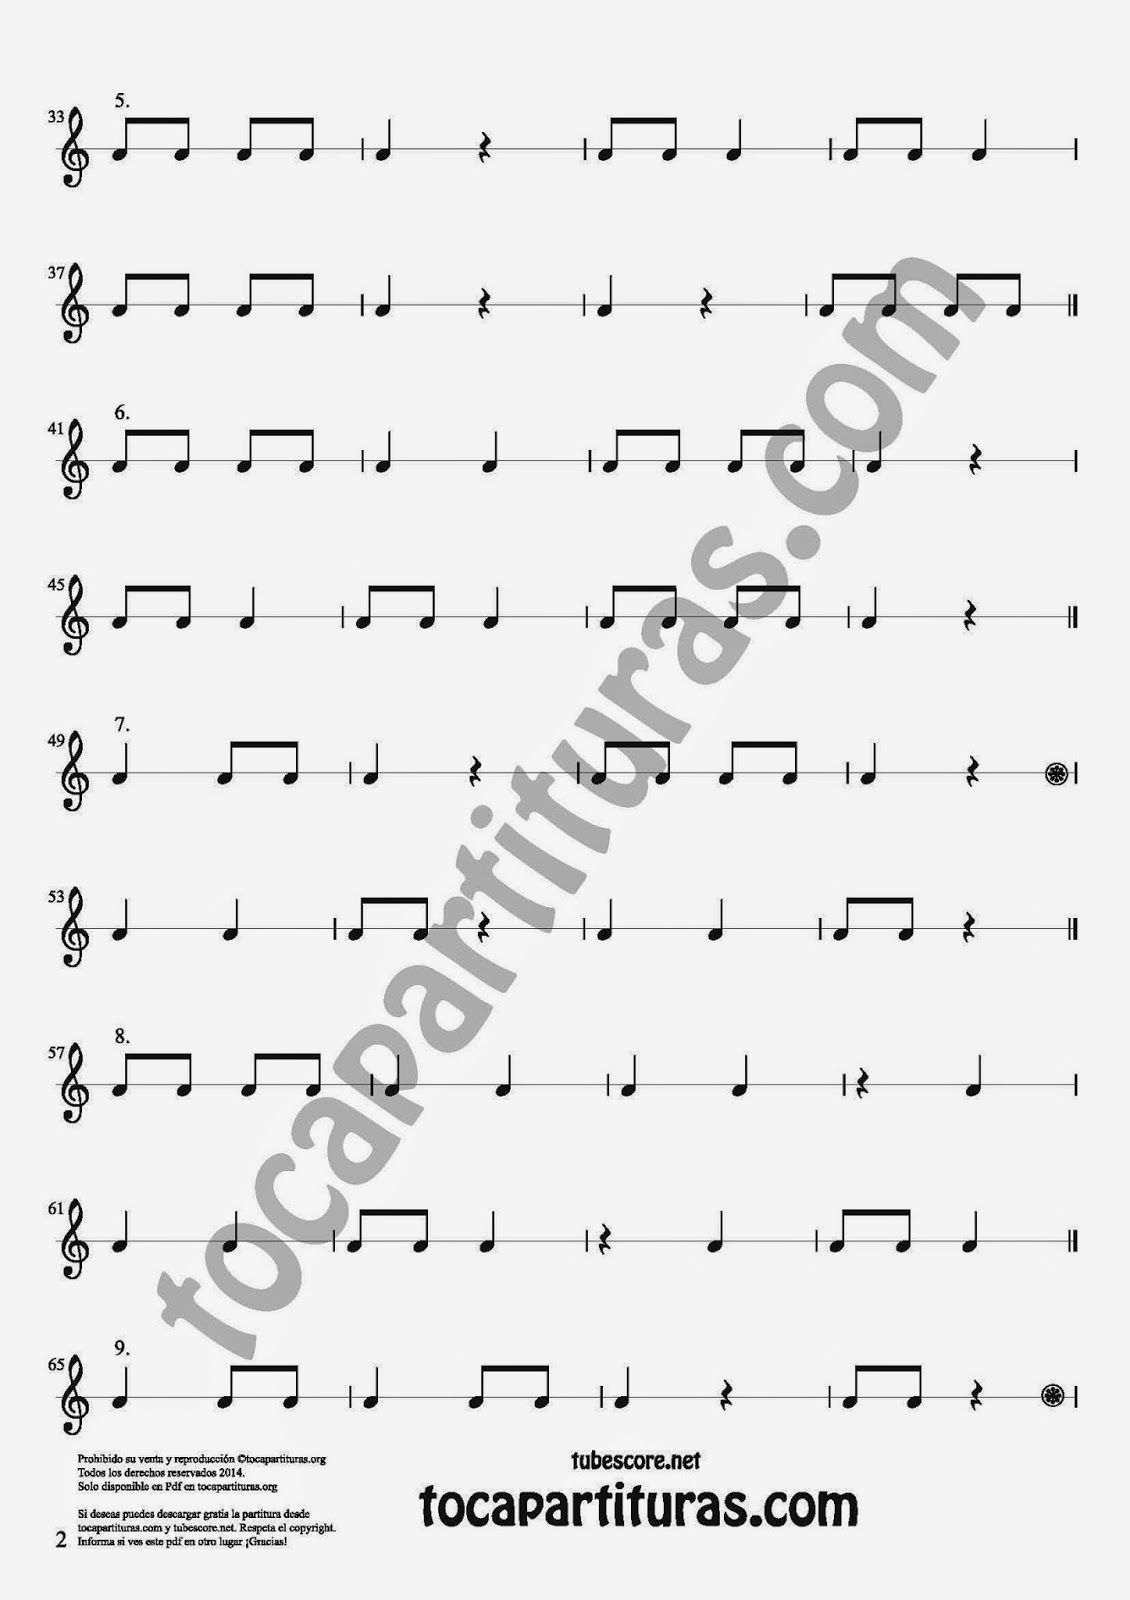 5.
33
37
6.
41
45
7.
49
53
8.
57
61
9.
65
tocapartituras.com
Prohibido su venta y reproducción ©tocapartituras.org
Todos los derechos reservados 2014.
Solo disponible en Pdf en tocapartituras.org
Si deseas puedes descargar gratis la partitura desde
tocapartituras.com y tubescore.net. Respeta el copyright.
Informa si ves este pdf en otro lugar ¡Gracias!
2
tubescore.net
tocapartituras.com